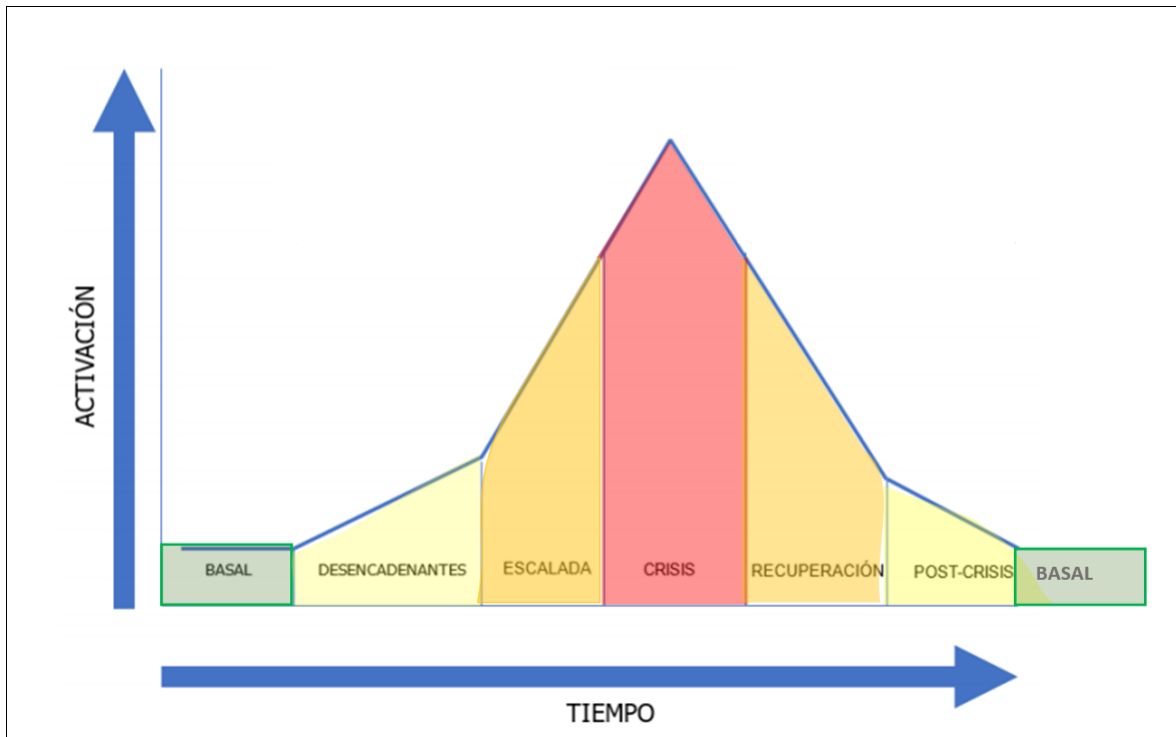 ACTIVACIÓN
BASAL
DESENCADENANTES
ESCALADA
CRISIS
RECUPERACIÓN
POST-CRISIS
BASAL
TIEMPO